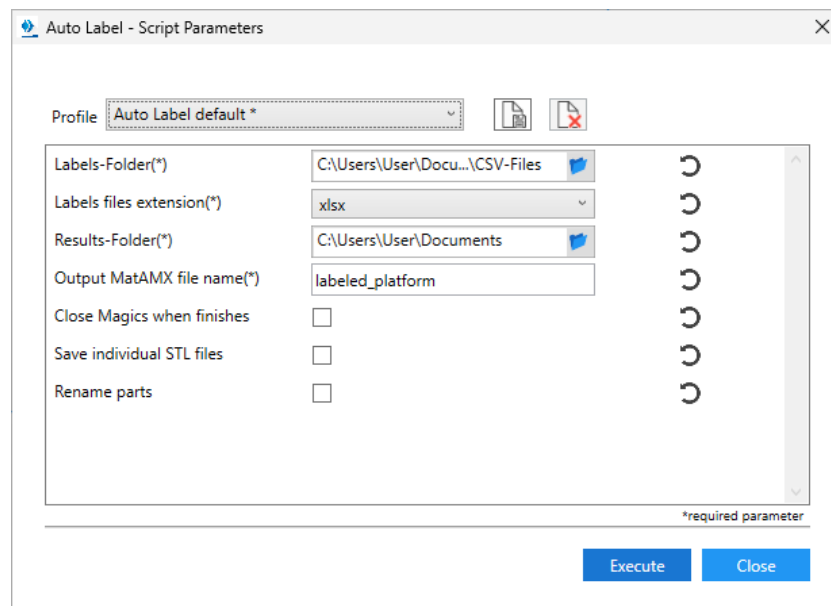 Auto Label - Script Parameters
Profile Auto Label default *
Labels-Folder(*) C:\Users\User\Docu...\CSV-Files
Labels files extension(*) xlsx
Results-Folder(*) C:\Users\User\Documents
Output MatAMX file name(*) labeled_platform
Close Magics when finishes
Save individual STL files
Rename parts
*required parameter
Execute Close